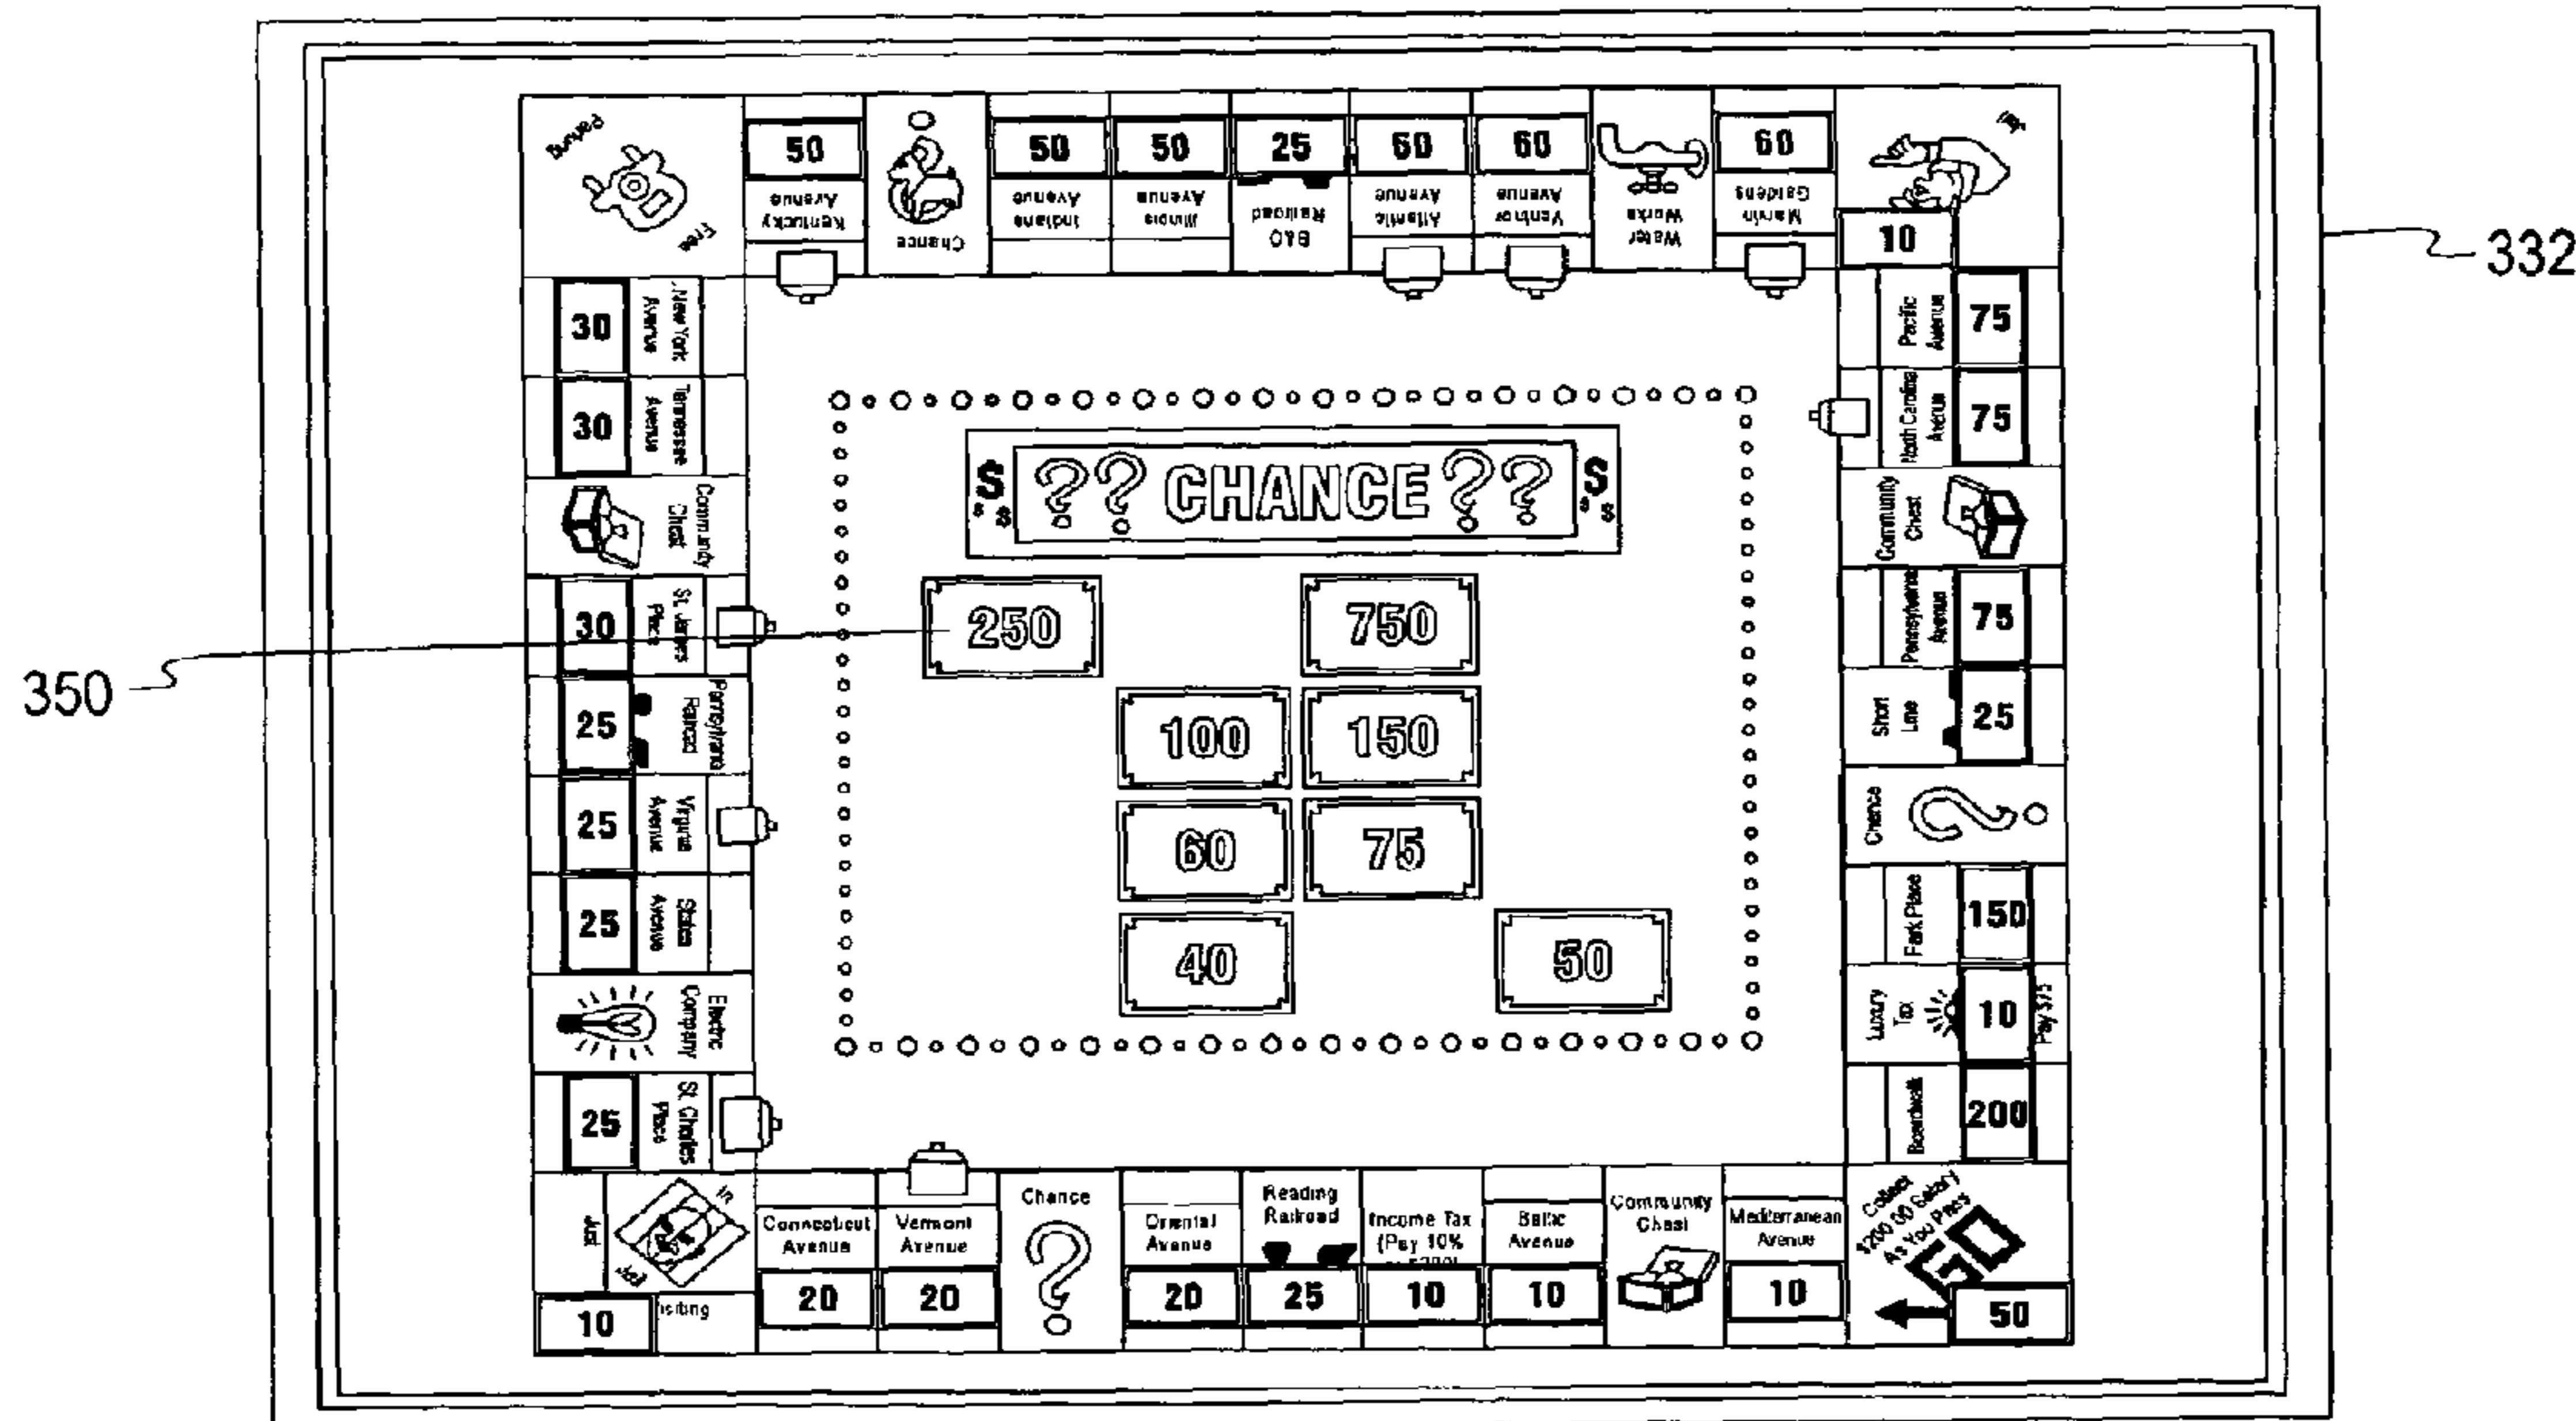 Free
Parking
50
Kentucky
Avenue
Chance
50
Indiana
Avenue
50
Illinois
Avenue
25
B&O
Railroad
60
Atlantic
Avenue
60
Ventnor
Avenue
Water
Works
60
Marvin
Gardens
10
332
30
New York
Avenue
30
Tennessee
Avenue
Community
Chest
30
St. James
Place
25
Pennsylvania
Railroad
25
Virginia
Avenue
25
States
Avenue
Electric
Company
25
St. Charles
Place
350
$ ?? CHANCE ?? $
250
750
100
150
60
75
40
50
Pacific
Avenue
75
North Carolina
Avenue
75
Community
Chest
Pennsylvania
Avenue
75
Short
Line
25
Chance
Park Place
150
Luxury
Tax
10
Pay $75
Boardwalk
200
Just
In
10
isiting
Connecticut
Avenue
20
Vermont
Avenue
20
Chance
Oriental
Avenue
20
Reading
Railroad
25
Income Tax
(Pay 10%
10
Baltic
Avenue
10
Community
Chest
Mediterranean
Avenue
10
Collect
$200.00 Salary
As You Pass
GO
50